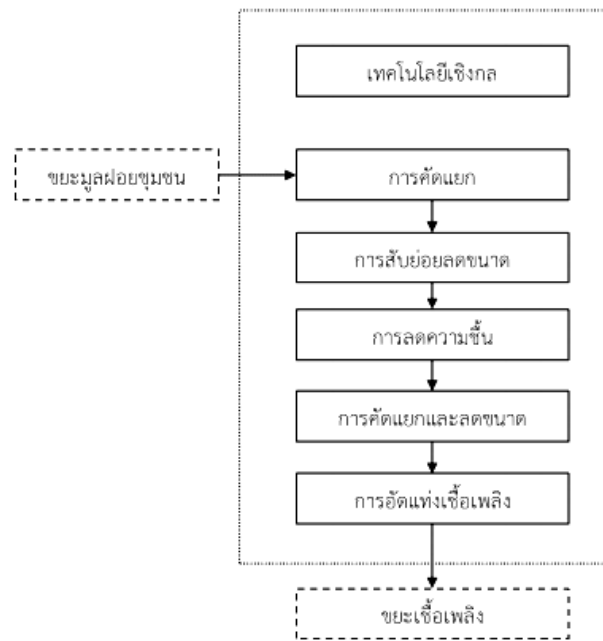 เทคโนโลยีเชิงกล
ขยะมูลฝอยชุมชน
การคัดแยก
การสับย่อยลดขนาด
การลดความชื้น
การคัดแยกและลดขนาด
การอัดแท่งเชื้อเพลิง
ขยะเชื้อเพลิง